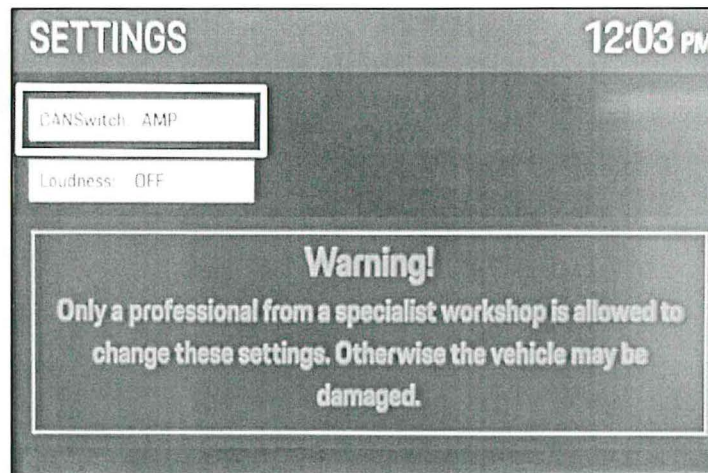 SETTINGS 12:03 PM
CANSwitch: AMP
Loudness: OFF
Warning!
Only a professional from a specialist workshop is allowed to
change these settings. Otherwise the vehicle may be
damaged.